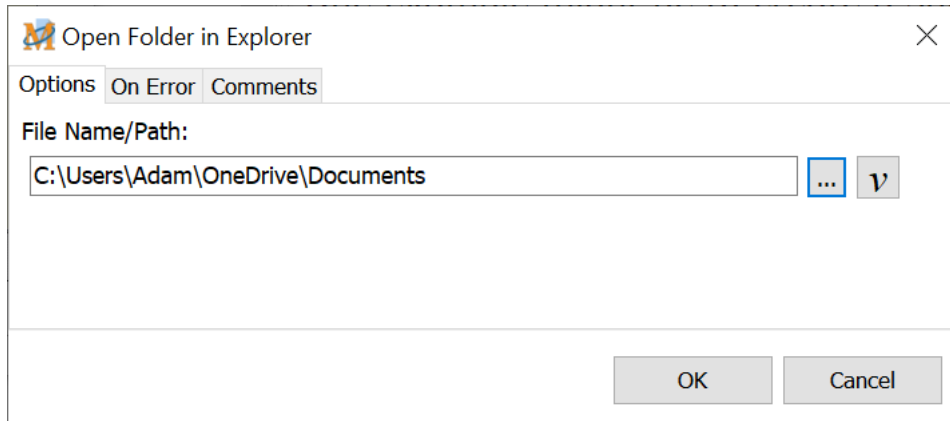 Open Folder in Explorer
Options On Error Comments
File Name/Path:
C:\Users\Adam\OneDrive\Documents ... v
OK Cancel